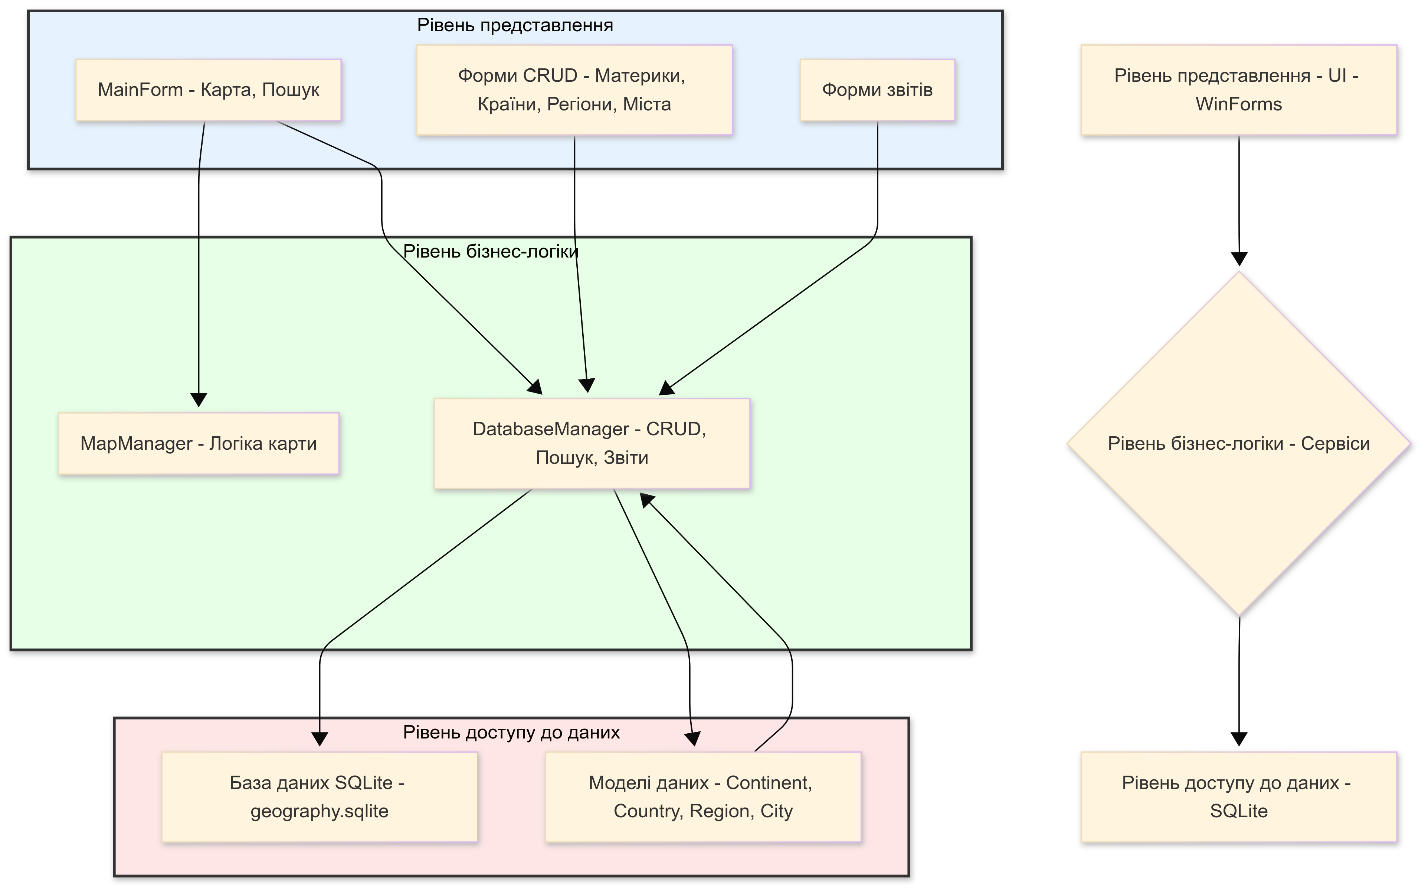 Рівень представлення
MainForm - Карта, Пошук
Форми CRUD - Материки,
Країни, Регіони, Міста
Форми звітів
Рівень бізнес-логіки
MapManager - Логіка карти
DatabaseManager - CRUD,
Пошук, Звіти
Рівень доступу до даних
База даних SQLite -
geography.sqlite
Моделі даних - Continent,
Country, Region, City
Рівень представлення - UI -
WinForms
Рівень бізнес-логіки - Сервіси
Рівень доступу до даних -
SQLite